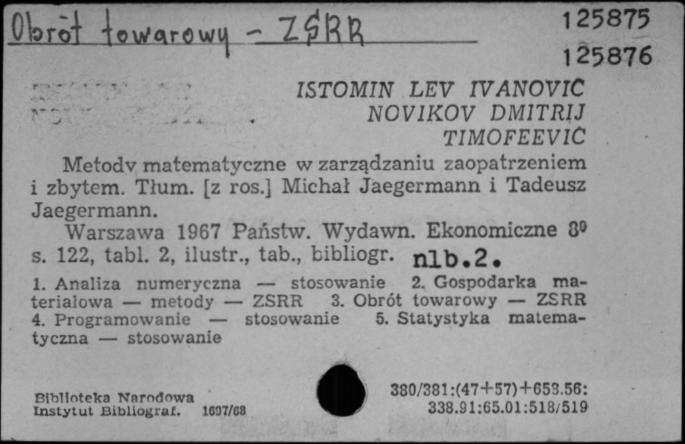 Obrót towarowy - ZSRR
125875
125876
ISTOMIN LEV IVANOVIČ
NOVIKOV DMITRIJ
TIMOFEEVIČ
Metody matematyczne w zarządzaniu zaopatrzeniem
i zbytem. Tłum. [z ros.] Michał Jaegermann i Tadeusz
Jaegermann.
Warszawa 1967 Państw. Wydawn. Ekonomiczne 8⁰
s. 122, tabl. 2, ilustr., tab., bibliogr. nlb.2.
1. Analiza numeryczna — stosowanie 2. Gospodarka ma-
teriałowa — metody — ZSRR 3. Obrót towarowy — ZSRR
4. Programowanie — stosowanie 5. Statystyka matema-
tyczna — stosowanie
Biblioteka Narodowa
Instytut Bibliograf. 1697/68
380/381:(47+57)+658.56:
338.91:65.01:518/519